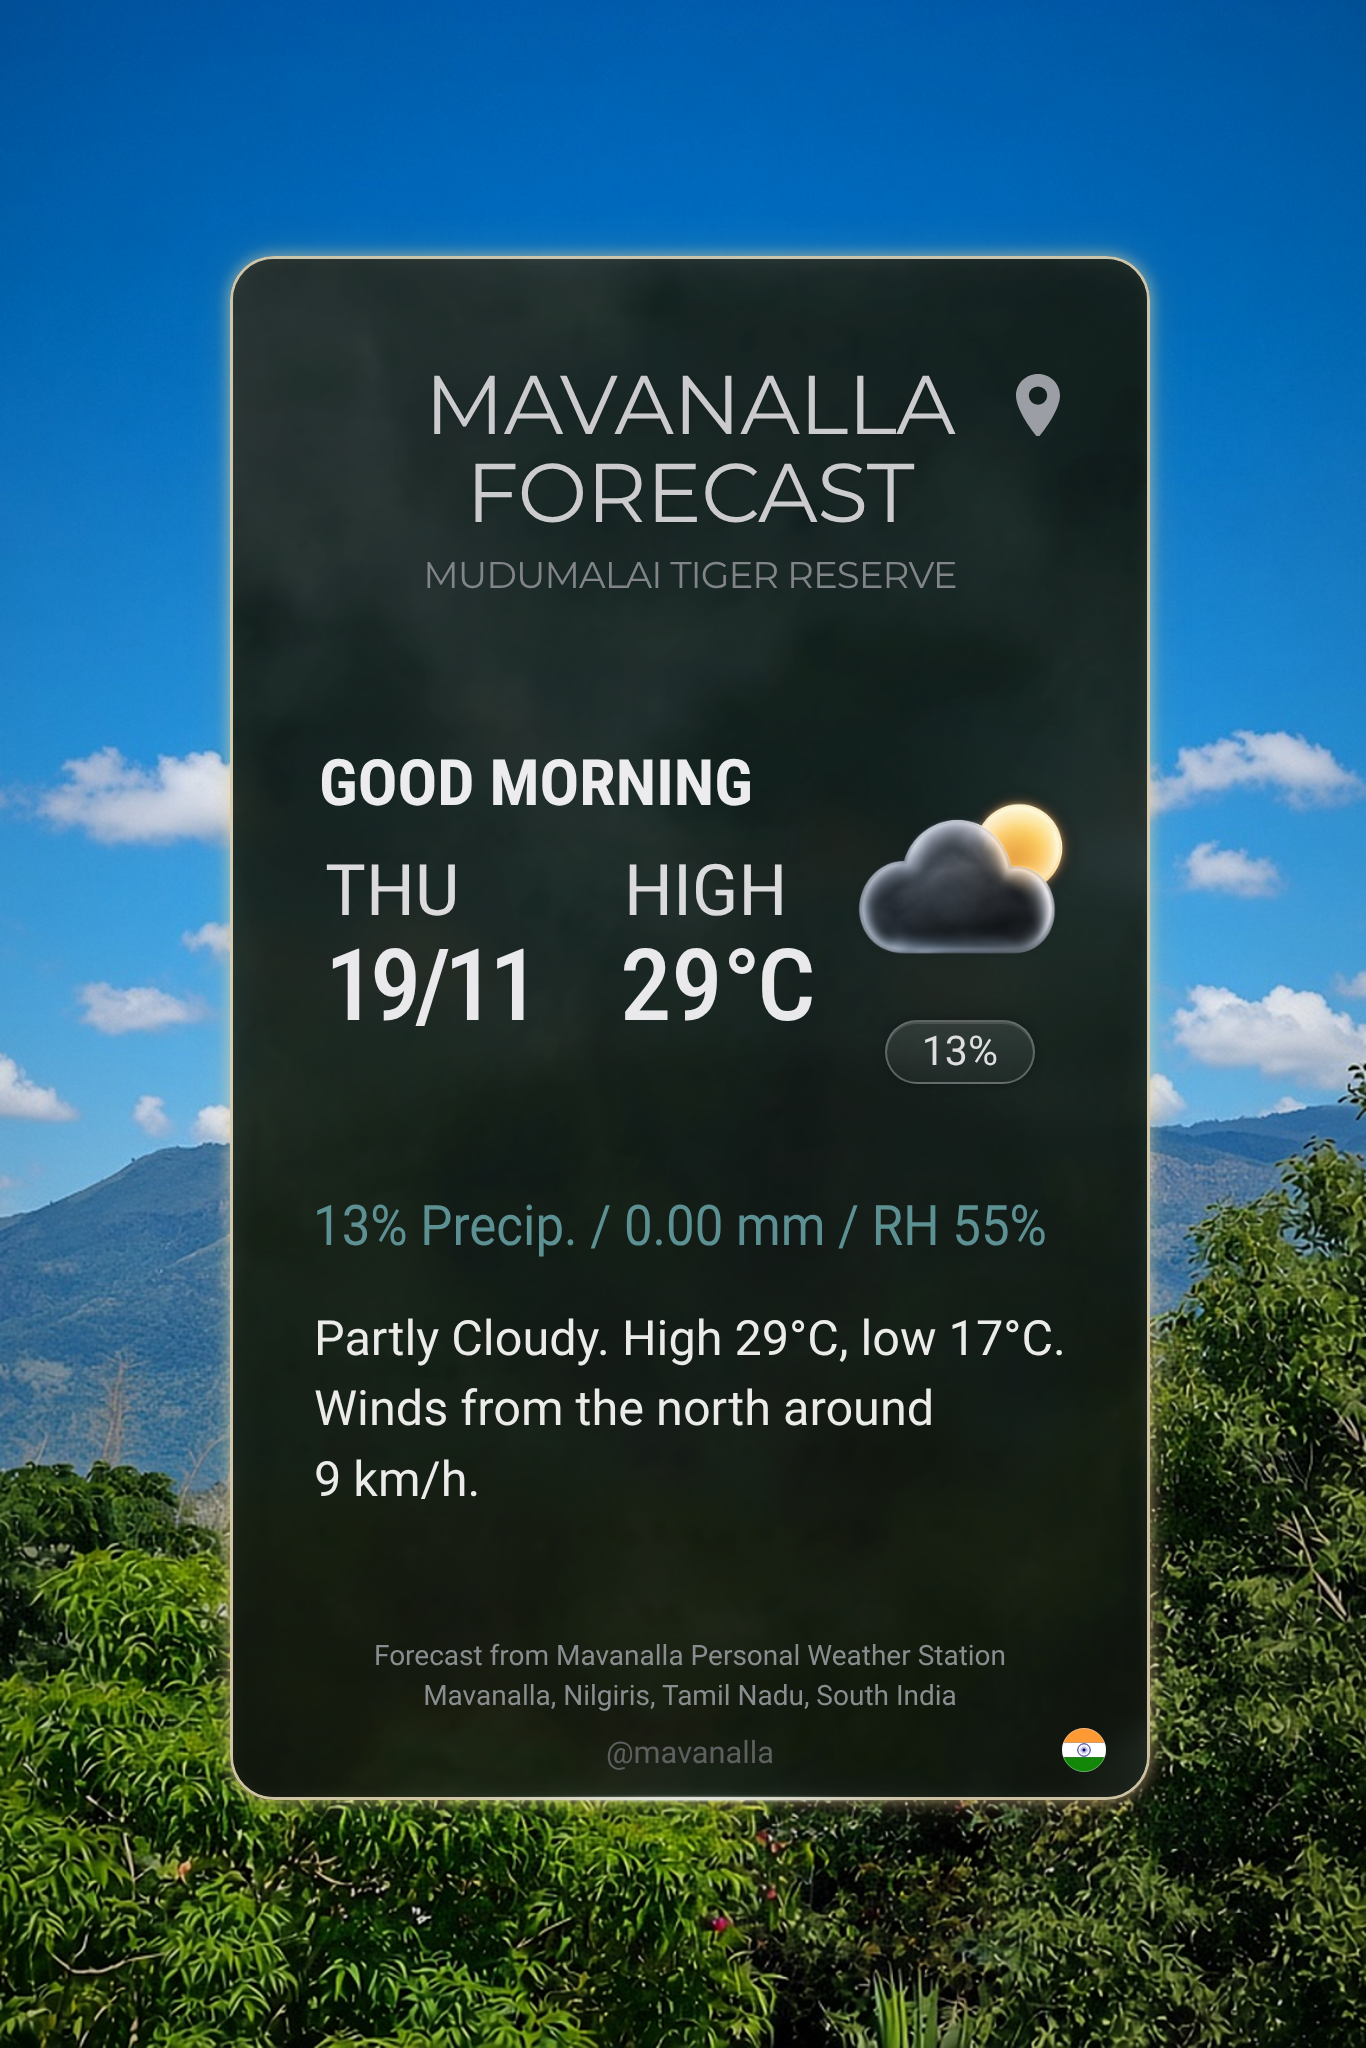 MAVANALLA
FORECAST
MUDUMALAI TIGER RESERVE
GOOD MORNING
THU HIGH
19/11 29°C
13%
13% Precip. / 0.00 mm / RH 55%
Partly Cloudy. High 29°C, low 17°C.
Winds from the north around
9 km/h.
Forecast from Mavanalla Personal Weather Station
Mavanalla, Nilgiris, Tamil Nadu, South India
@mavanalla